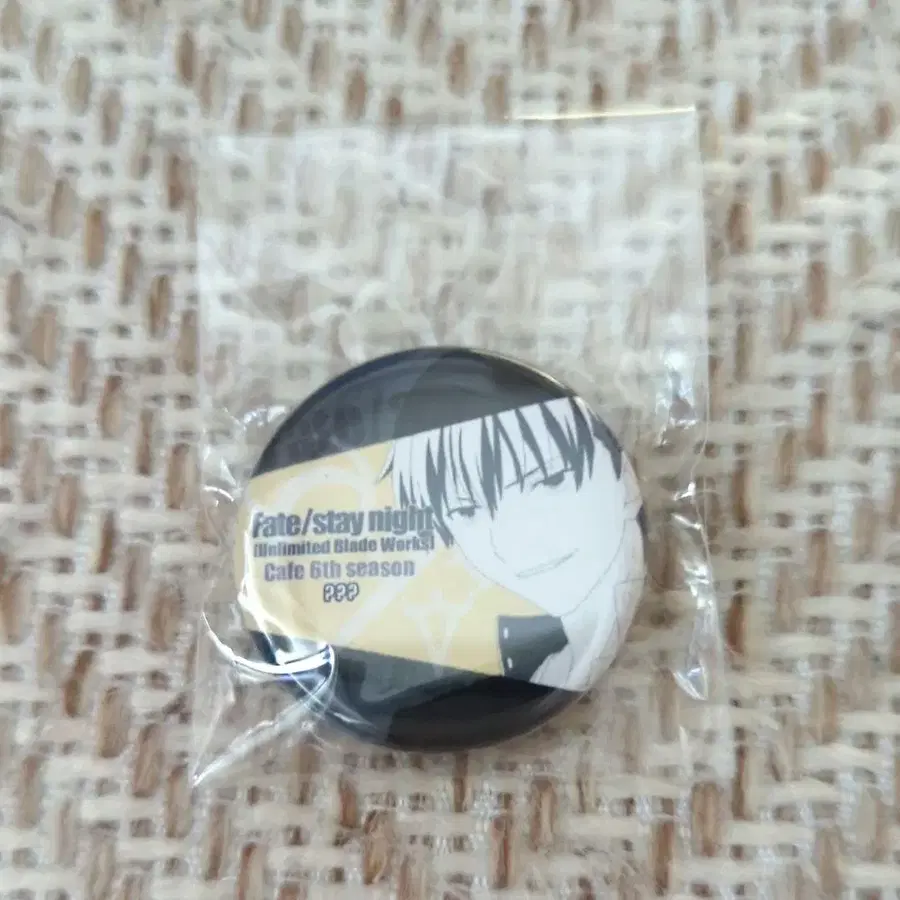 Fate/stay night
[Unlimited Blade Works]
Cafe 6th season
???